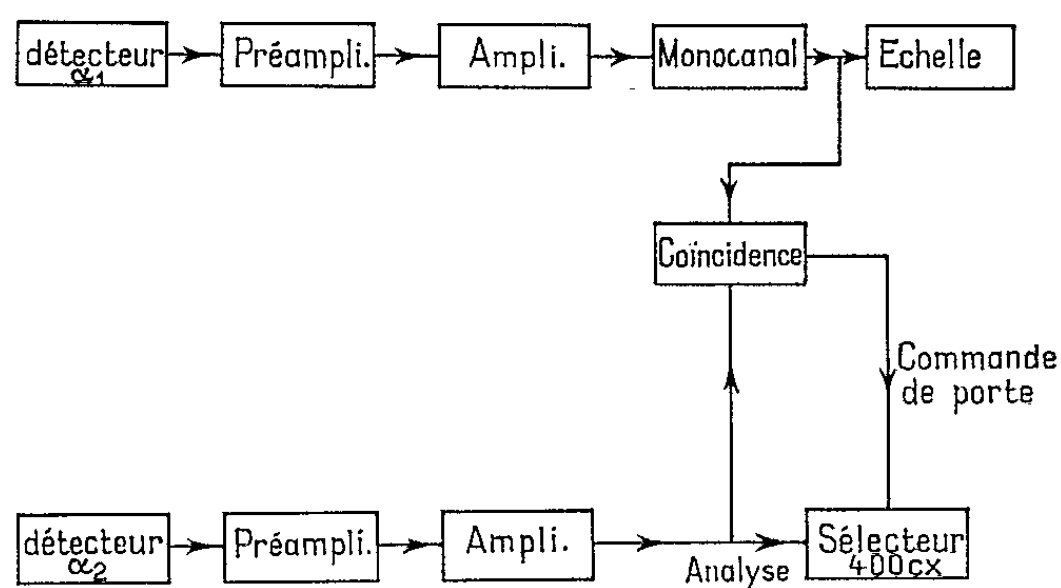 détecteur
α1
Préampli.
Ampli.
Monocanal
Echelle
Coïncidence
Commande
de porte
détecteur
α2
Préampli.
Ampli.
Analyse
Sélecteur
400cx